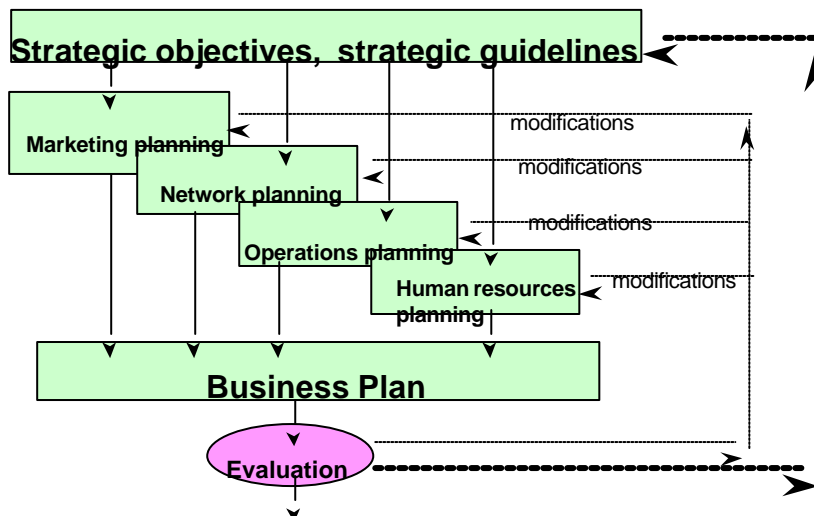 Strategic objectives, strategic guidelines
modifications
Marketing planning
modifications
Network planning
modifications
Operations planning
modifications
Human resources
planning
Business Plan
Evaluation